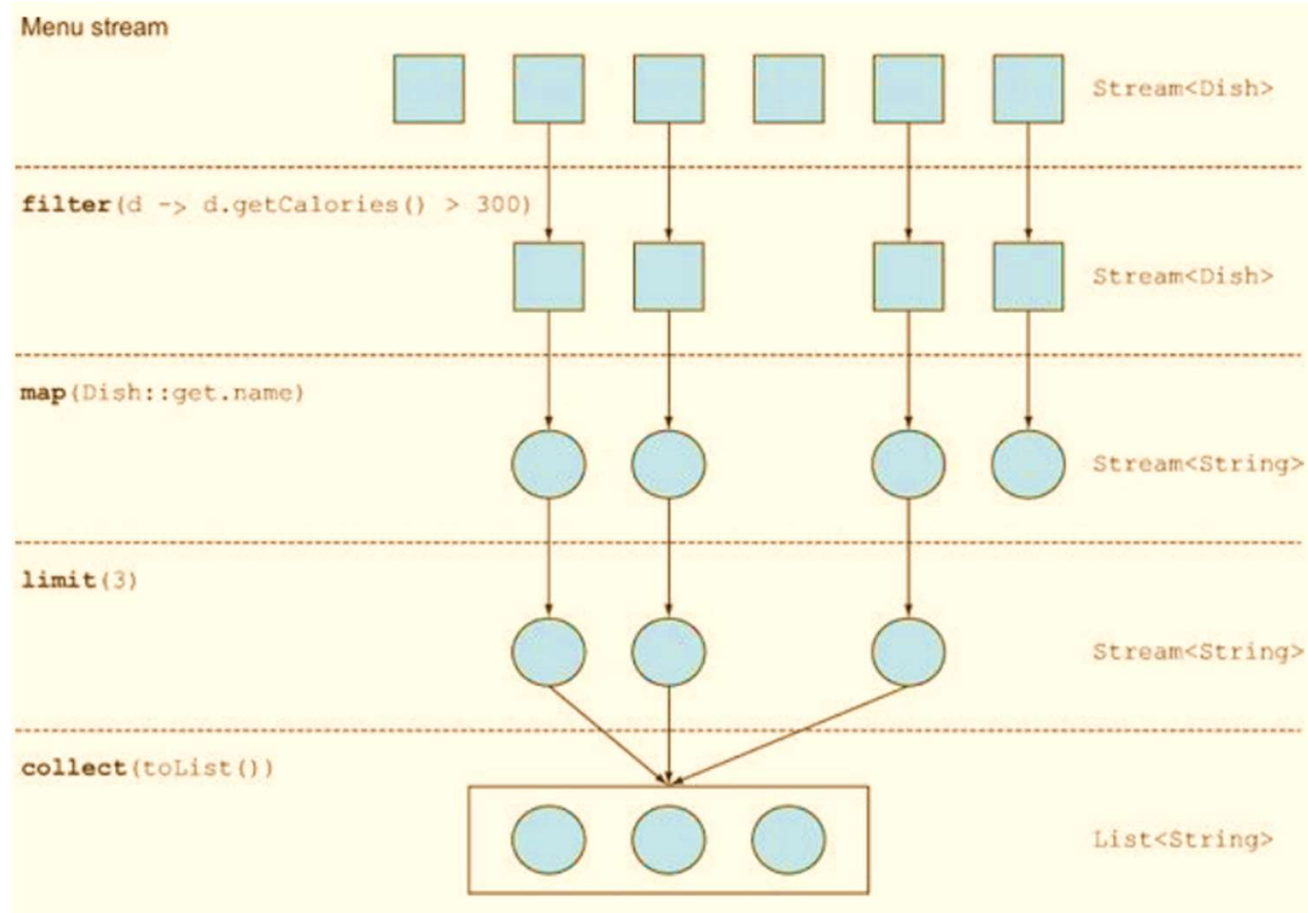 Menu stream
Stream<Dish>
filter(d -> d.getCalories() > 300)
Stream<Dish>
map(Dish::get.name)
Stream<String>
limit(3)
Stream<String>
collect(toList())
List<String>